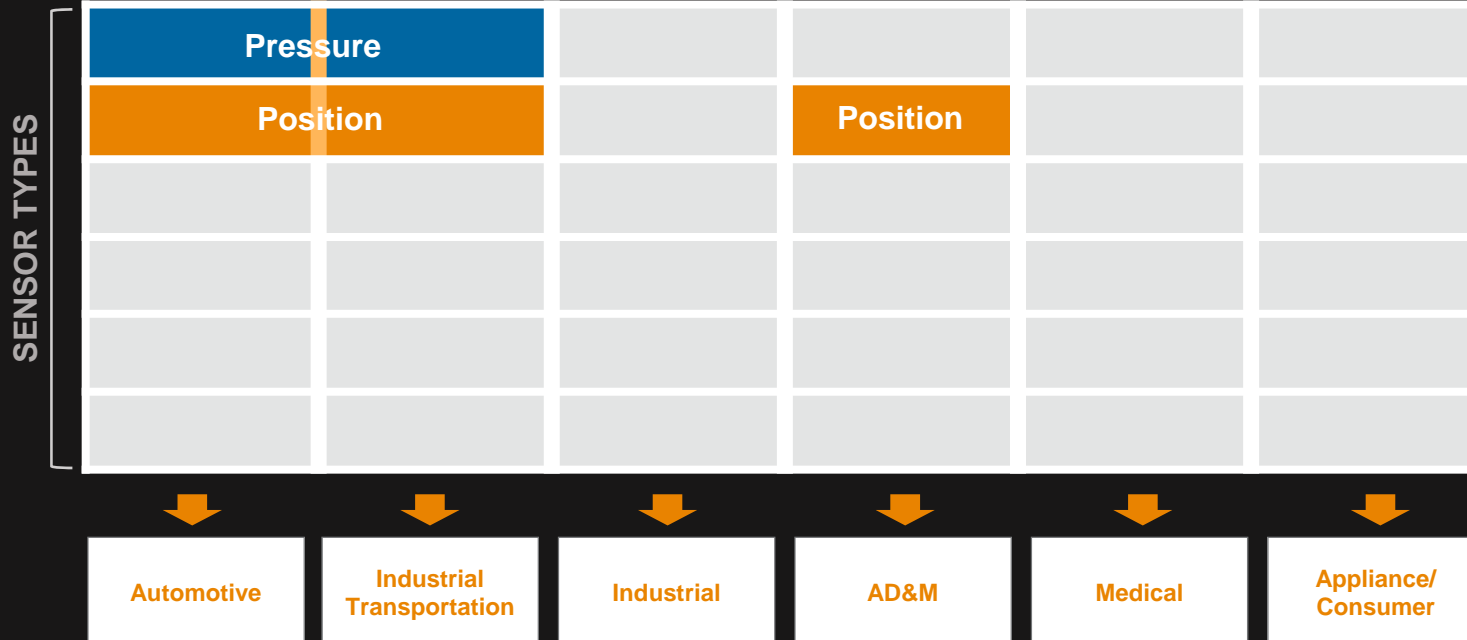 SENSOR TYPES
Pressure
Position
Position
Automotive
Industrial
Transportation
Industrial
AD&M
Medical
Appliance/
Consumer